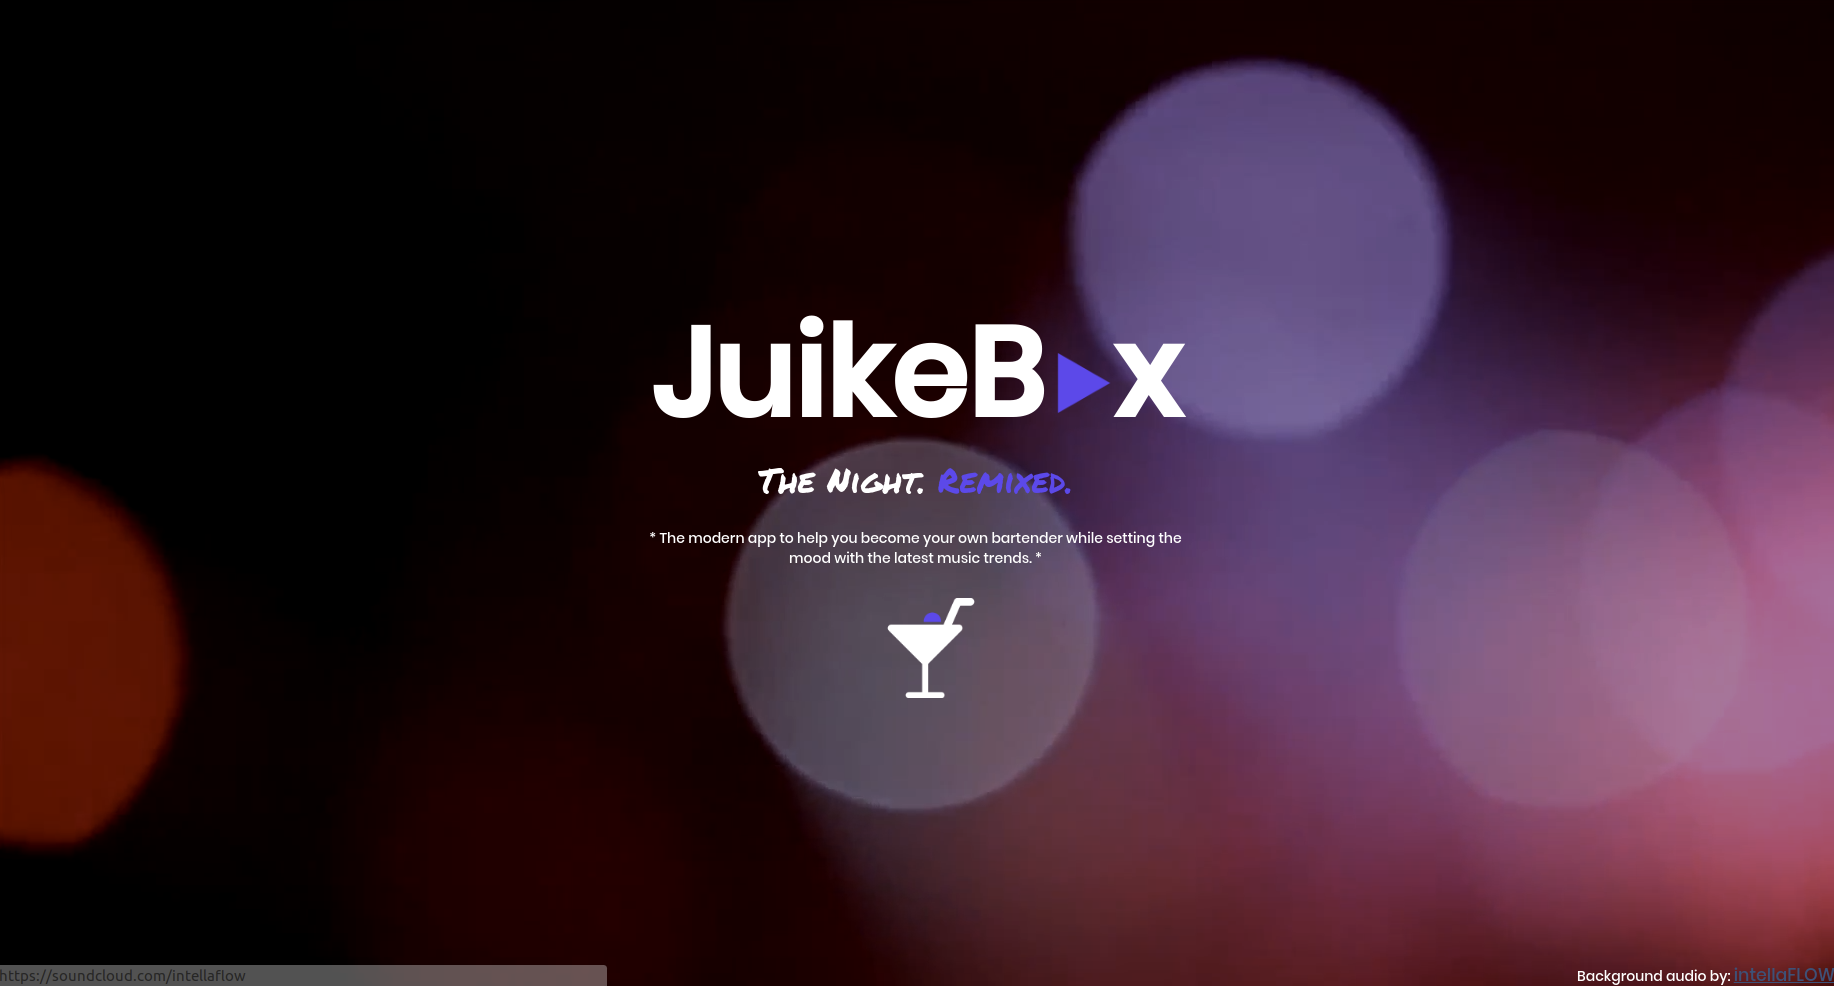 JuikeB▶x
The Night. Remixed.
* The modern app to help you become your own bartender while setting the
mood with the latest music trends. *
https://soundcloud.com/intellaflow
Background audio by: intellaFLOW